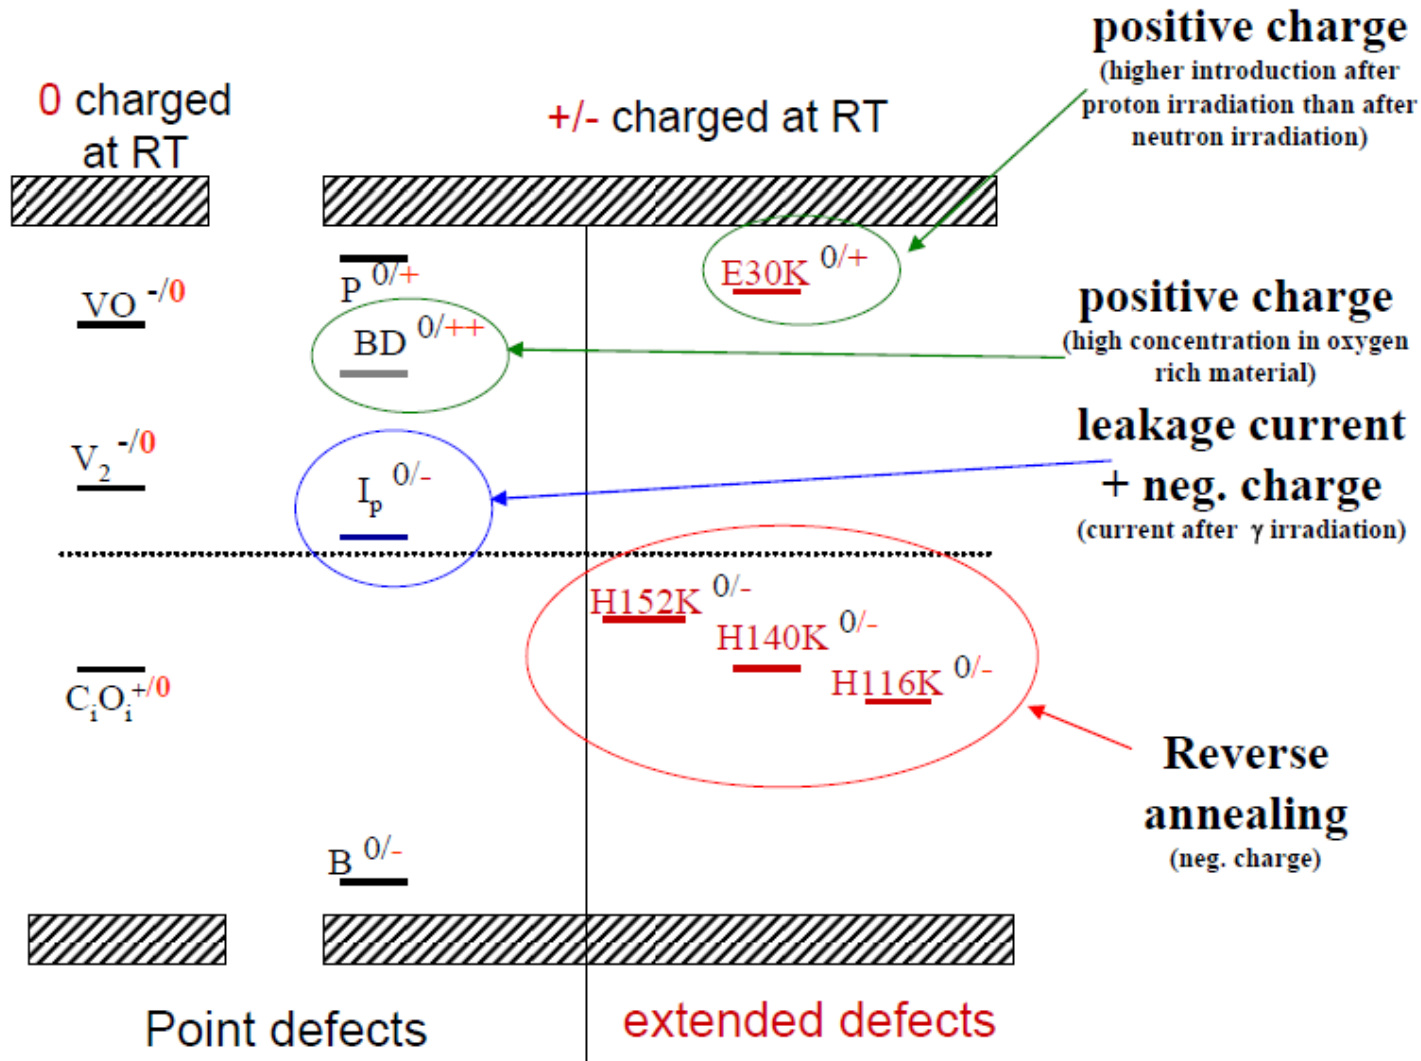 0 charged
at RT
+/- charged at RT
positive charge
(higher introduction after
proton irradiation than after
neutron irradiation)
P 0/+
E30K 0/+
VO -/0
BD 0/++
positive charge
(high concentration in oxygen
rich material)
V2 -/0
Ip 0/-
leakage current
+ neg. charge
(current after γ irradiation)
H152K 0/-
H140K 0/-
H116K 0/-
CiOi+/0
Reverse
annealing
(neg. charge)
B 0/-
Point defects
extended defects